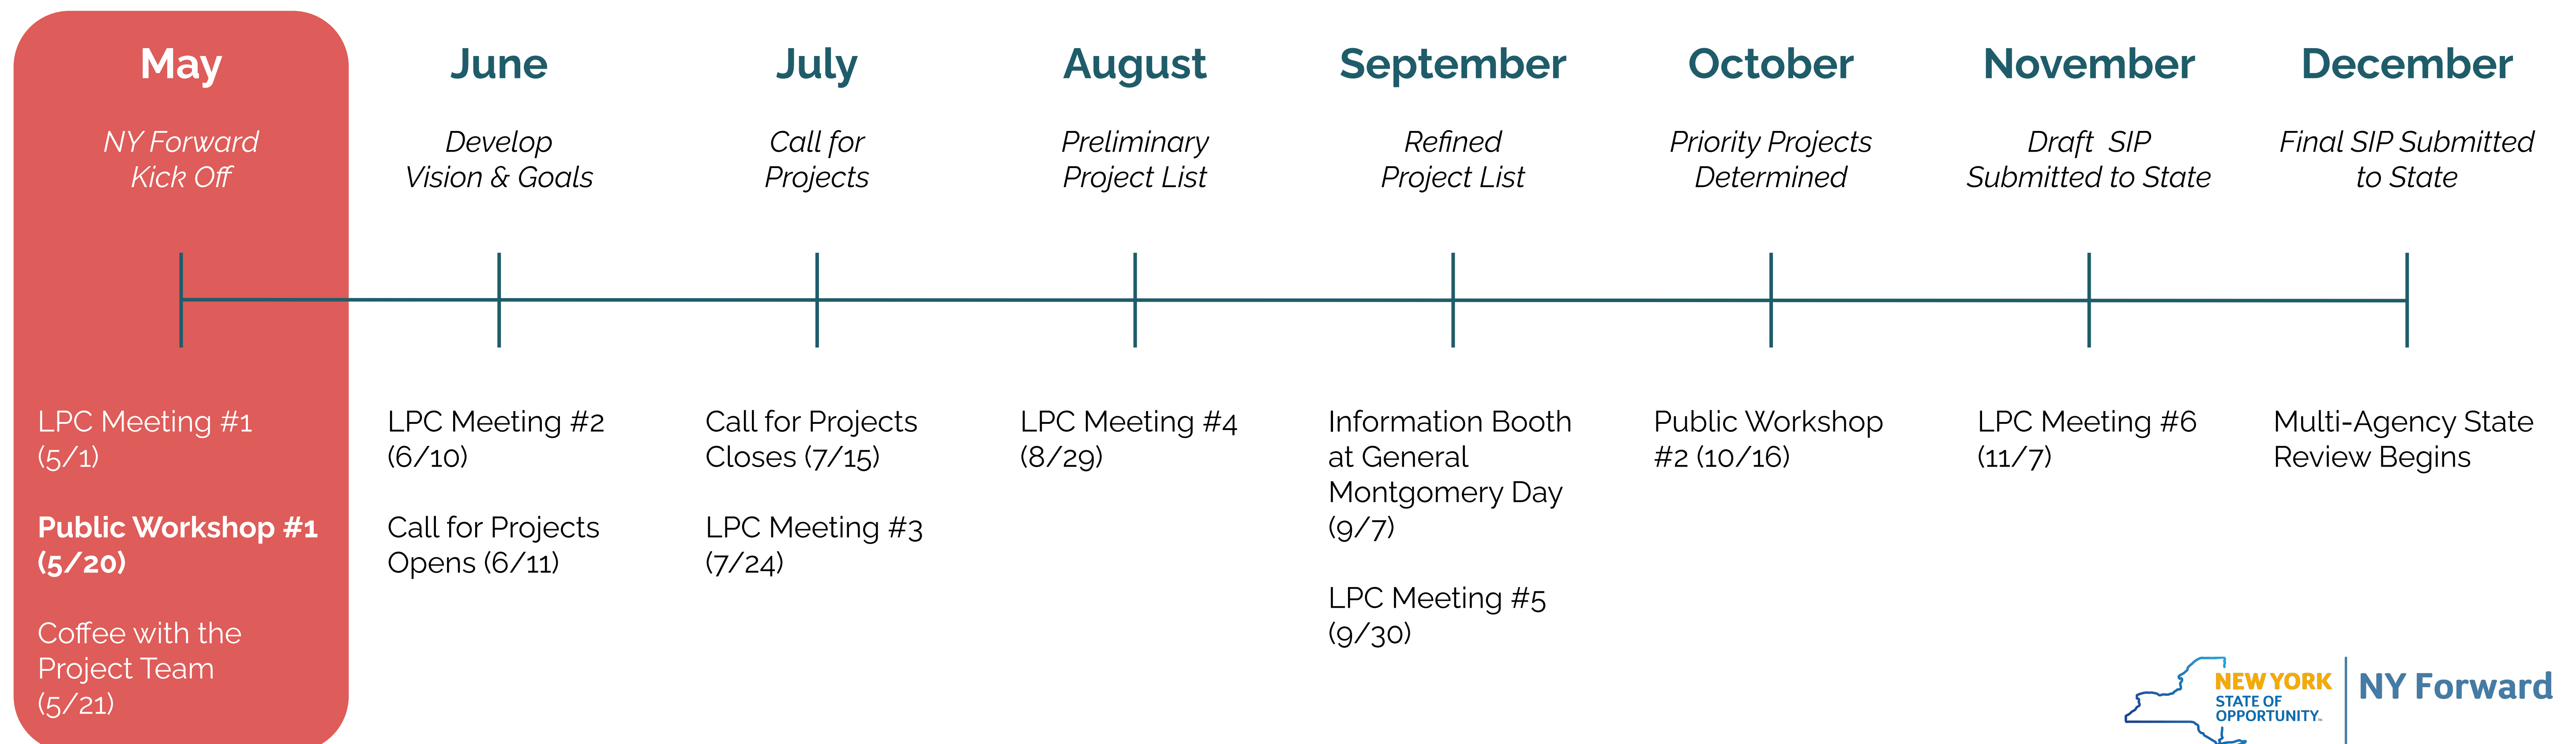 May
NY Forward
Kick Off
LPC Meeting #1
(5/1)
Public Workshop #1
(5/20)
Coffee with the
Project Team
(5/21)
June
Develop
Vision & Goals
LPC Meeting #2
(6/10)
Call for Projects
Opens (6/11)
July
Call for
Projects
Call for Projects
Closes (7/15)
LPC Meeting #3
(7/24)
August
Preliminary
Project List
LPC Meeting #4
(8/29)
September
Refined
Project List
Information Booth
at General
Montgomery Day
(9/7)
LPC Meeting #5
(9/30)
October
Priority Projects
Determined
Public Workshop
#2 (10/16)
November
Draft SIP
Submitted to State
LPC Meeting #6
(11/7)
December
Final SIP Submitted
to State
Multi-Agency State
Review Begins
NEW YORK
STATE OF
OPPORTUNITY™
NY Forward